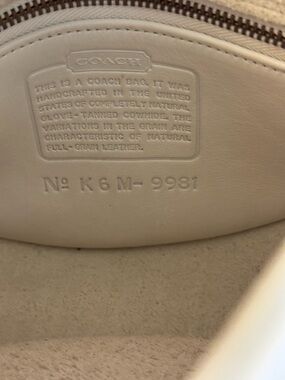 COACH
THIS IS A COACH BAG. IT WAS
HANDCRAFTED IN THE UNITED
STATES OF COMPLETELY NATURAL
GLOVE-TANNED COWHIDE. THE
VARIATIONS IN THE GRAIN ARE
CHARACTERISTIC OF NATURAL
FULL-GRAIN LEATHER.
Nº K6M-9981